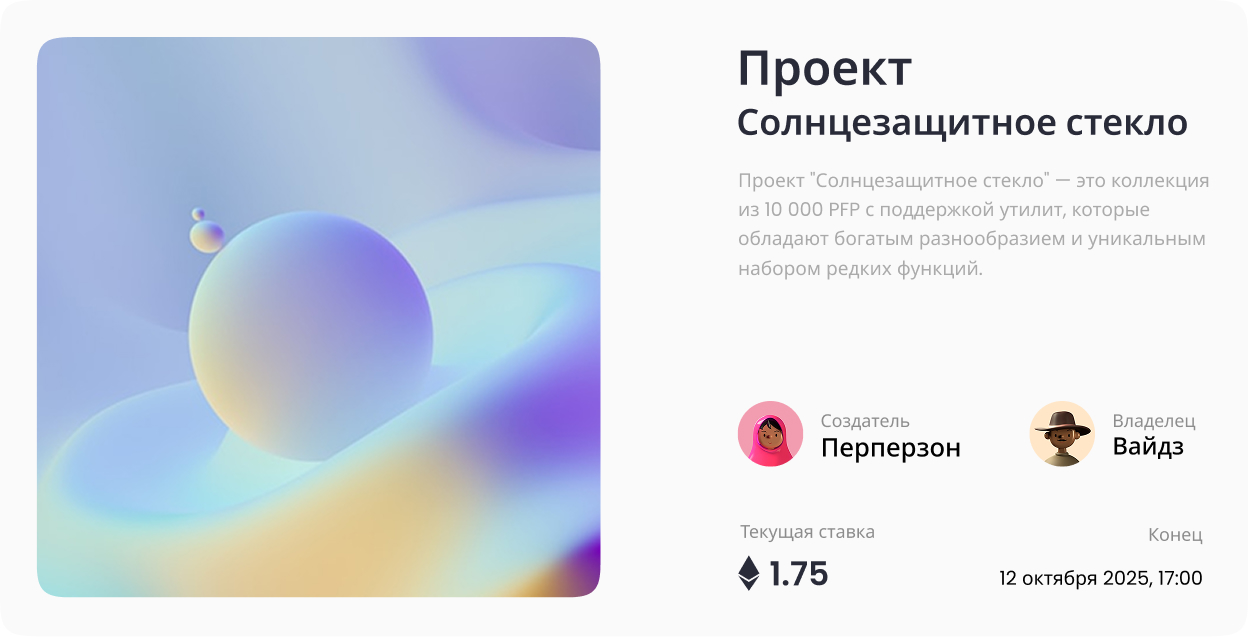 Проект
Солнцезащитное стекло
Проект "Солнцезащитное стекло" — это коллекция
из 10 000 PFP с поддержкой утилит, которые
обладают богатым разнообразием и уникальным
набором редких функций.
Создатель
Перперзон
Владелец
Вайдз
Текущая ставка
1.75
Конец
12 октября 2025, 17:00